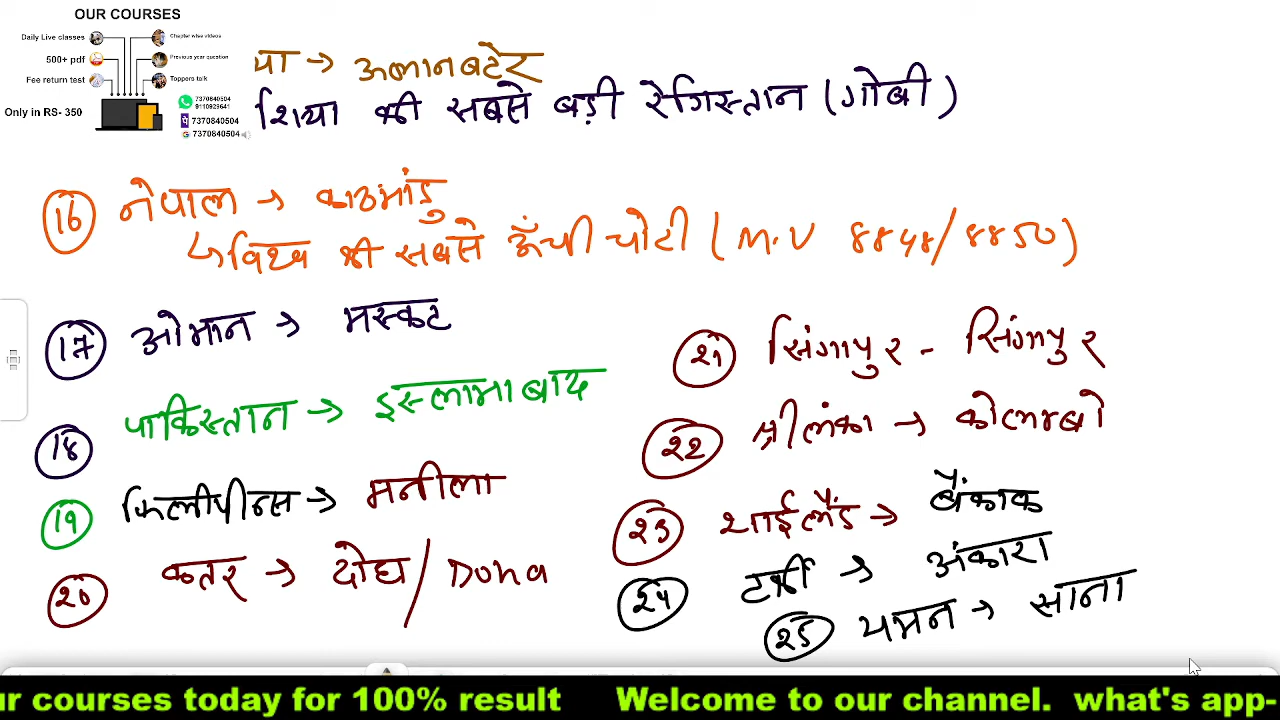 OUR COURSES
Daily Live classes
Chapter wise videos
500+ pdf
Previous year question
Fee return test
Toppers talk
Only in RS- 350
7370840504
9110992641
7370840504
7370840504
या → उलानबटेर
शिया की सबसे बड़ी रेगिस्तान (गोबी)
16 नेपाल → काठमांडु
विश्व की सबसे ऊँची चोटी (M.V 8848/8850)
17 ओमान → मस्कट
18 पाकिस्तान → इस्लामाबाद
19 फिलीपीन्स → मनीला
20 कतर → दोहा/Doha
21 सिंगापुर - सिंगापुर
22 श्रीलंका → कोलम्बो
23 थाईलैंड → बैंकाक
24 टर्की → अंकारा
25 यमन → साना
ur courses today for 100% result Welcome to our channel. what's app-